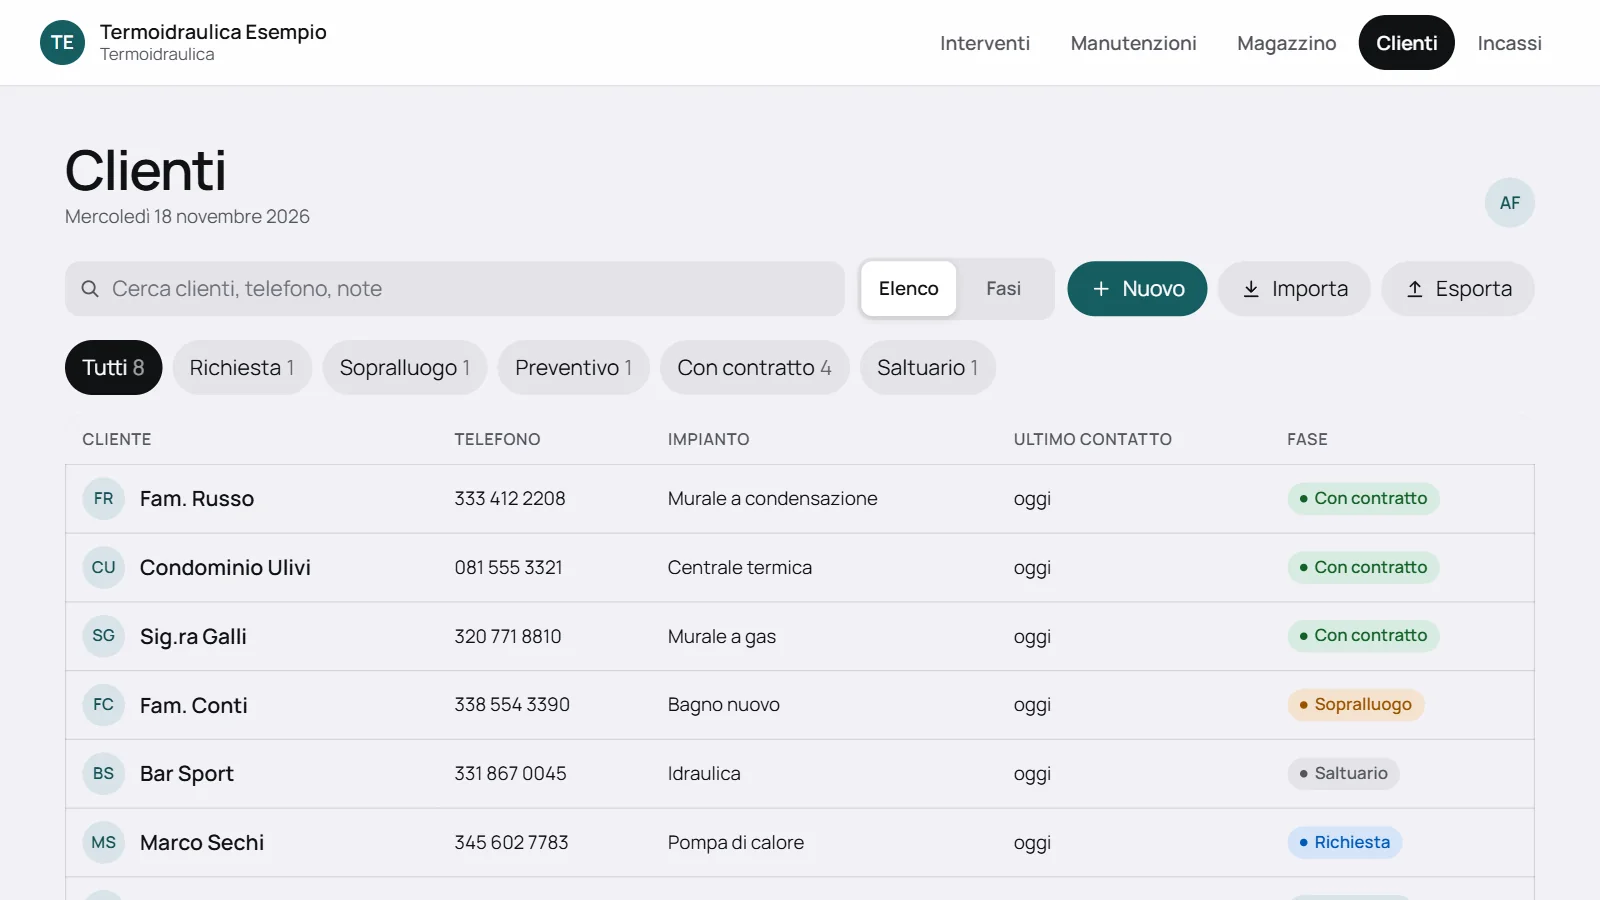 TE
Termoidraulica Esempio
Termoidraulica
Interventi Manutenzioni Magazzino Clienti Incassi
Clienti
Mercoledì 18 novembre 2026
AF
Cerca clienti, telefono, note
Elenco Fasi
+ Nuovo Importa Esporta
Tutti 8 Richiesta 1 Sopralluogo 1 Preventivo 1 Con contratto 4 Saltuario 1
CLIENTE TELEFONO IMPIANTO ULTIMO CONTATTO FASE
FR Fam. Russo 333 412 2208 Murale a condensazione oggi Con contratto
CU Condominio Ulivi 081 555 3321 Centrale termica oggi Con contratto
SG Sig.ra Galli 320 771 8810 Murale a gas oggi Con contratto
FC Fam. Conti 338 554 3390 Bagno nuovo oggi Sopralluogo
BS Bar Sport 331 867 0045 Idraulica oggi Saltuario
MS Marco Sechi 345 602 7783 Pompa di calore oggi Richiesta